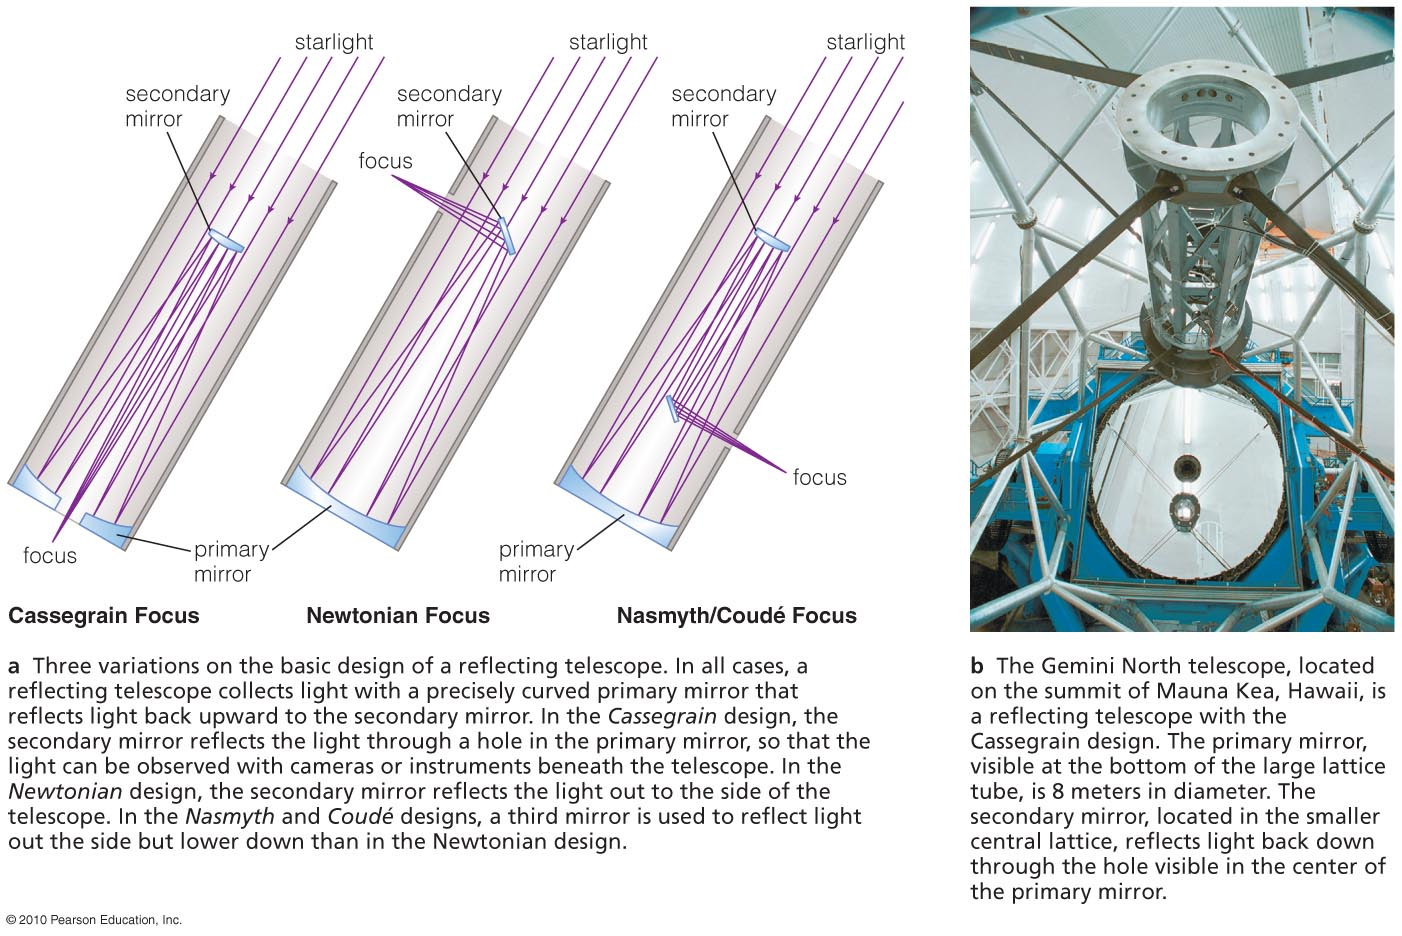 starlight
starlight
starlight
secondary
mirror
secondary
mirror
secondary
mirror
focus
focus
focus
primary
mirror
primary
mirror
Cassegrain Focus
Newtonian Focus
Nasmyth/Coudé Focus
a Three variations on the basic design of a reflecting telescope. In all cases, a
reflecting telescope collects light with a precisely curved primary mirror that
reflects light back upward to the secondary mirror. In the Cassegrain design, the
secondary mirror reflects the light through a hole in the primary mirror, so that the
light can be observed with cameras or instruments beneath the telescope. In the
Newtonian design, the secondary mirror reflects the light out to the side of the
telescope. In the Nasmyth and Coudé designs, a third mirror is used to reflect light
out the side but lower down than in the Newtonian design.
b The Gemini North telescope, located
on the summit of Mauna Kea, Hawaii, is
a reflecting telescope with the
Cassegrain design. The primary mirror,
visible at the bottom of the large lattice
tube, is 8 meters in diameter. The
secondary mirror, located in the smaller
central lattice, reflects light back down
through the hole visible in the center of
the primary mirror.
© 2010 Pearson Education, Inc.